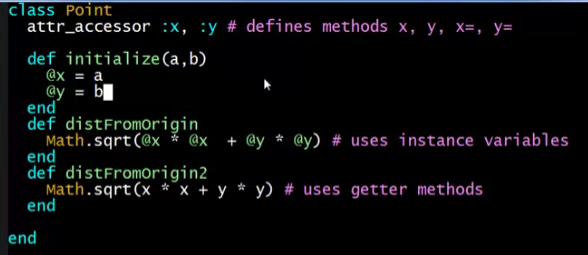 class Point
attr_accessor :x, :y # defines methods x, y, x=, y=
def initialize(a,b)
@x = a
@y = b
end
def distFromOrigin
Math.sqrt(@x * @x + @y * @y) # uses instance variables
end
def distFromOrigin2
Math.sqrt(x * x + y * y) # uses getter methods
end
end